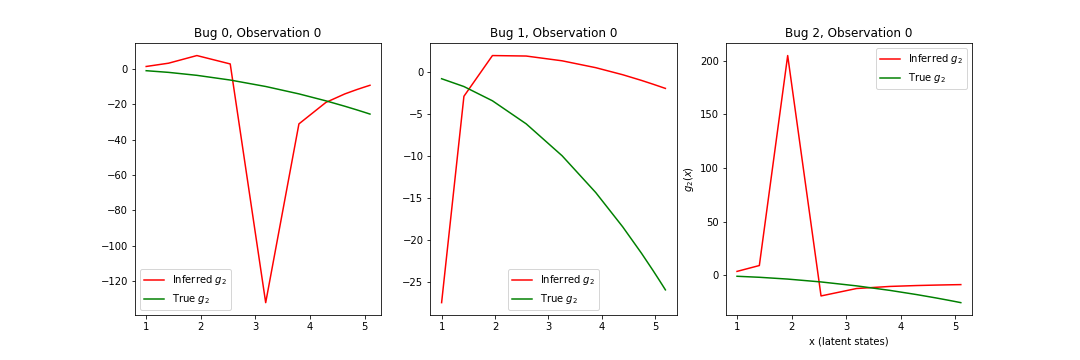 Bug 0, Observation 0
0
−20
−40
−60
−80
−100
−120
Inferred g₂
True g₂
1 2 3 4 5
Bug 1, Observation 0
0
−5
−10
−15
−20
−25
Inferred g₂
True g₂
1 2 3 4 5
Bug 2, Observation 0
g₂(x)
200
150
100
50
0
Inferred g₂
True g₂
1 2 3 4 5
x (latent states)